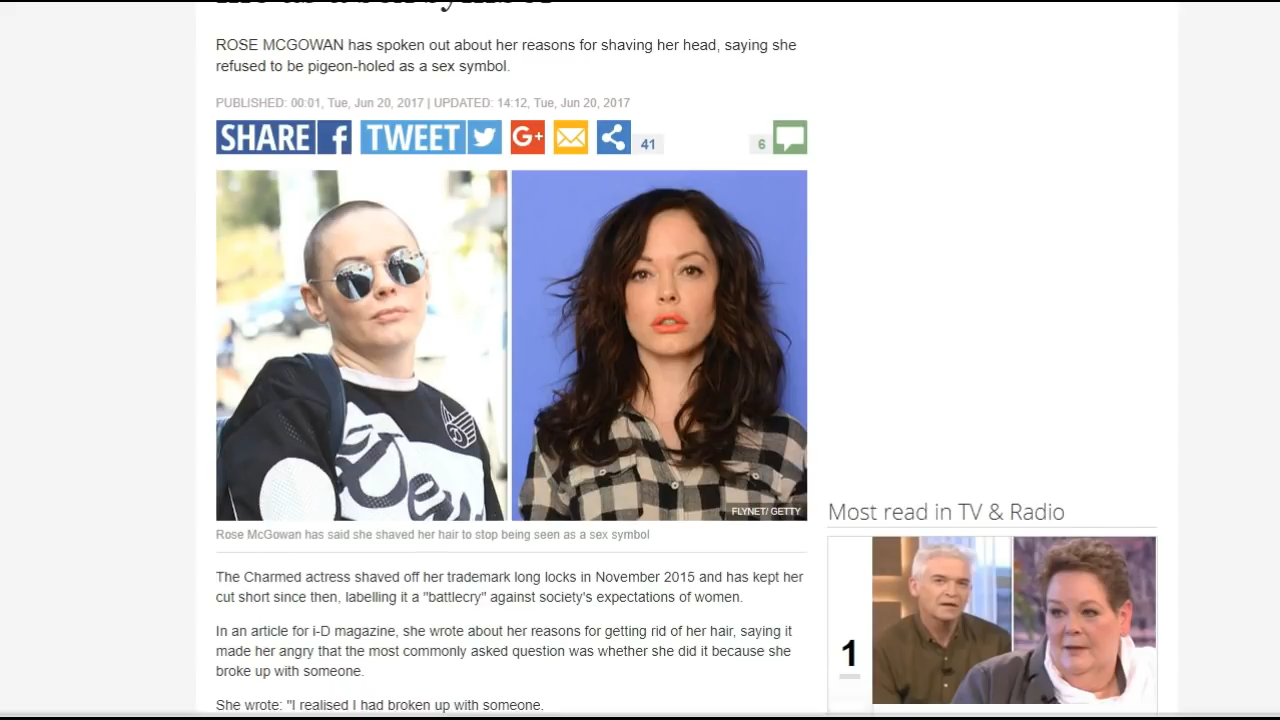 ROSE MCGOWAN has spoken out about her reasons for shaving her head, saying she
refused to be pigeon-holed as a sex symbol.
PUBLISHED: 00:01, Tue, Jun 20, 2017 | UPDATED: 14:12, Tue, Jun 20, 2017
SHARE f TWEET G+ 41 6
FLYNET/ GETTY
Rose McGowan has said she shaved her hair to stop being seen as a sex symbol
The Charmed actress shaved off her trademark long locks in November 2015 and has kept her
cut short since then, labelling it a "battlecry" against society's expectations of women.
In an article for i-D magazine, she wrote about her reasons for getting rid of her hair, saying it
made her angry that the most commonly asked question was whether she did it because she
broke up with someone.
She wrote: "I realised I had broken up with someone.
Most read in TV & Radio
1